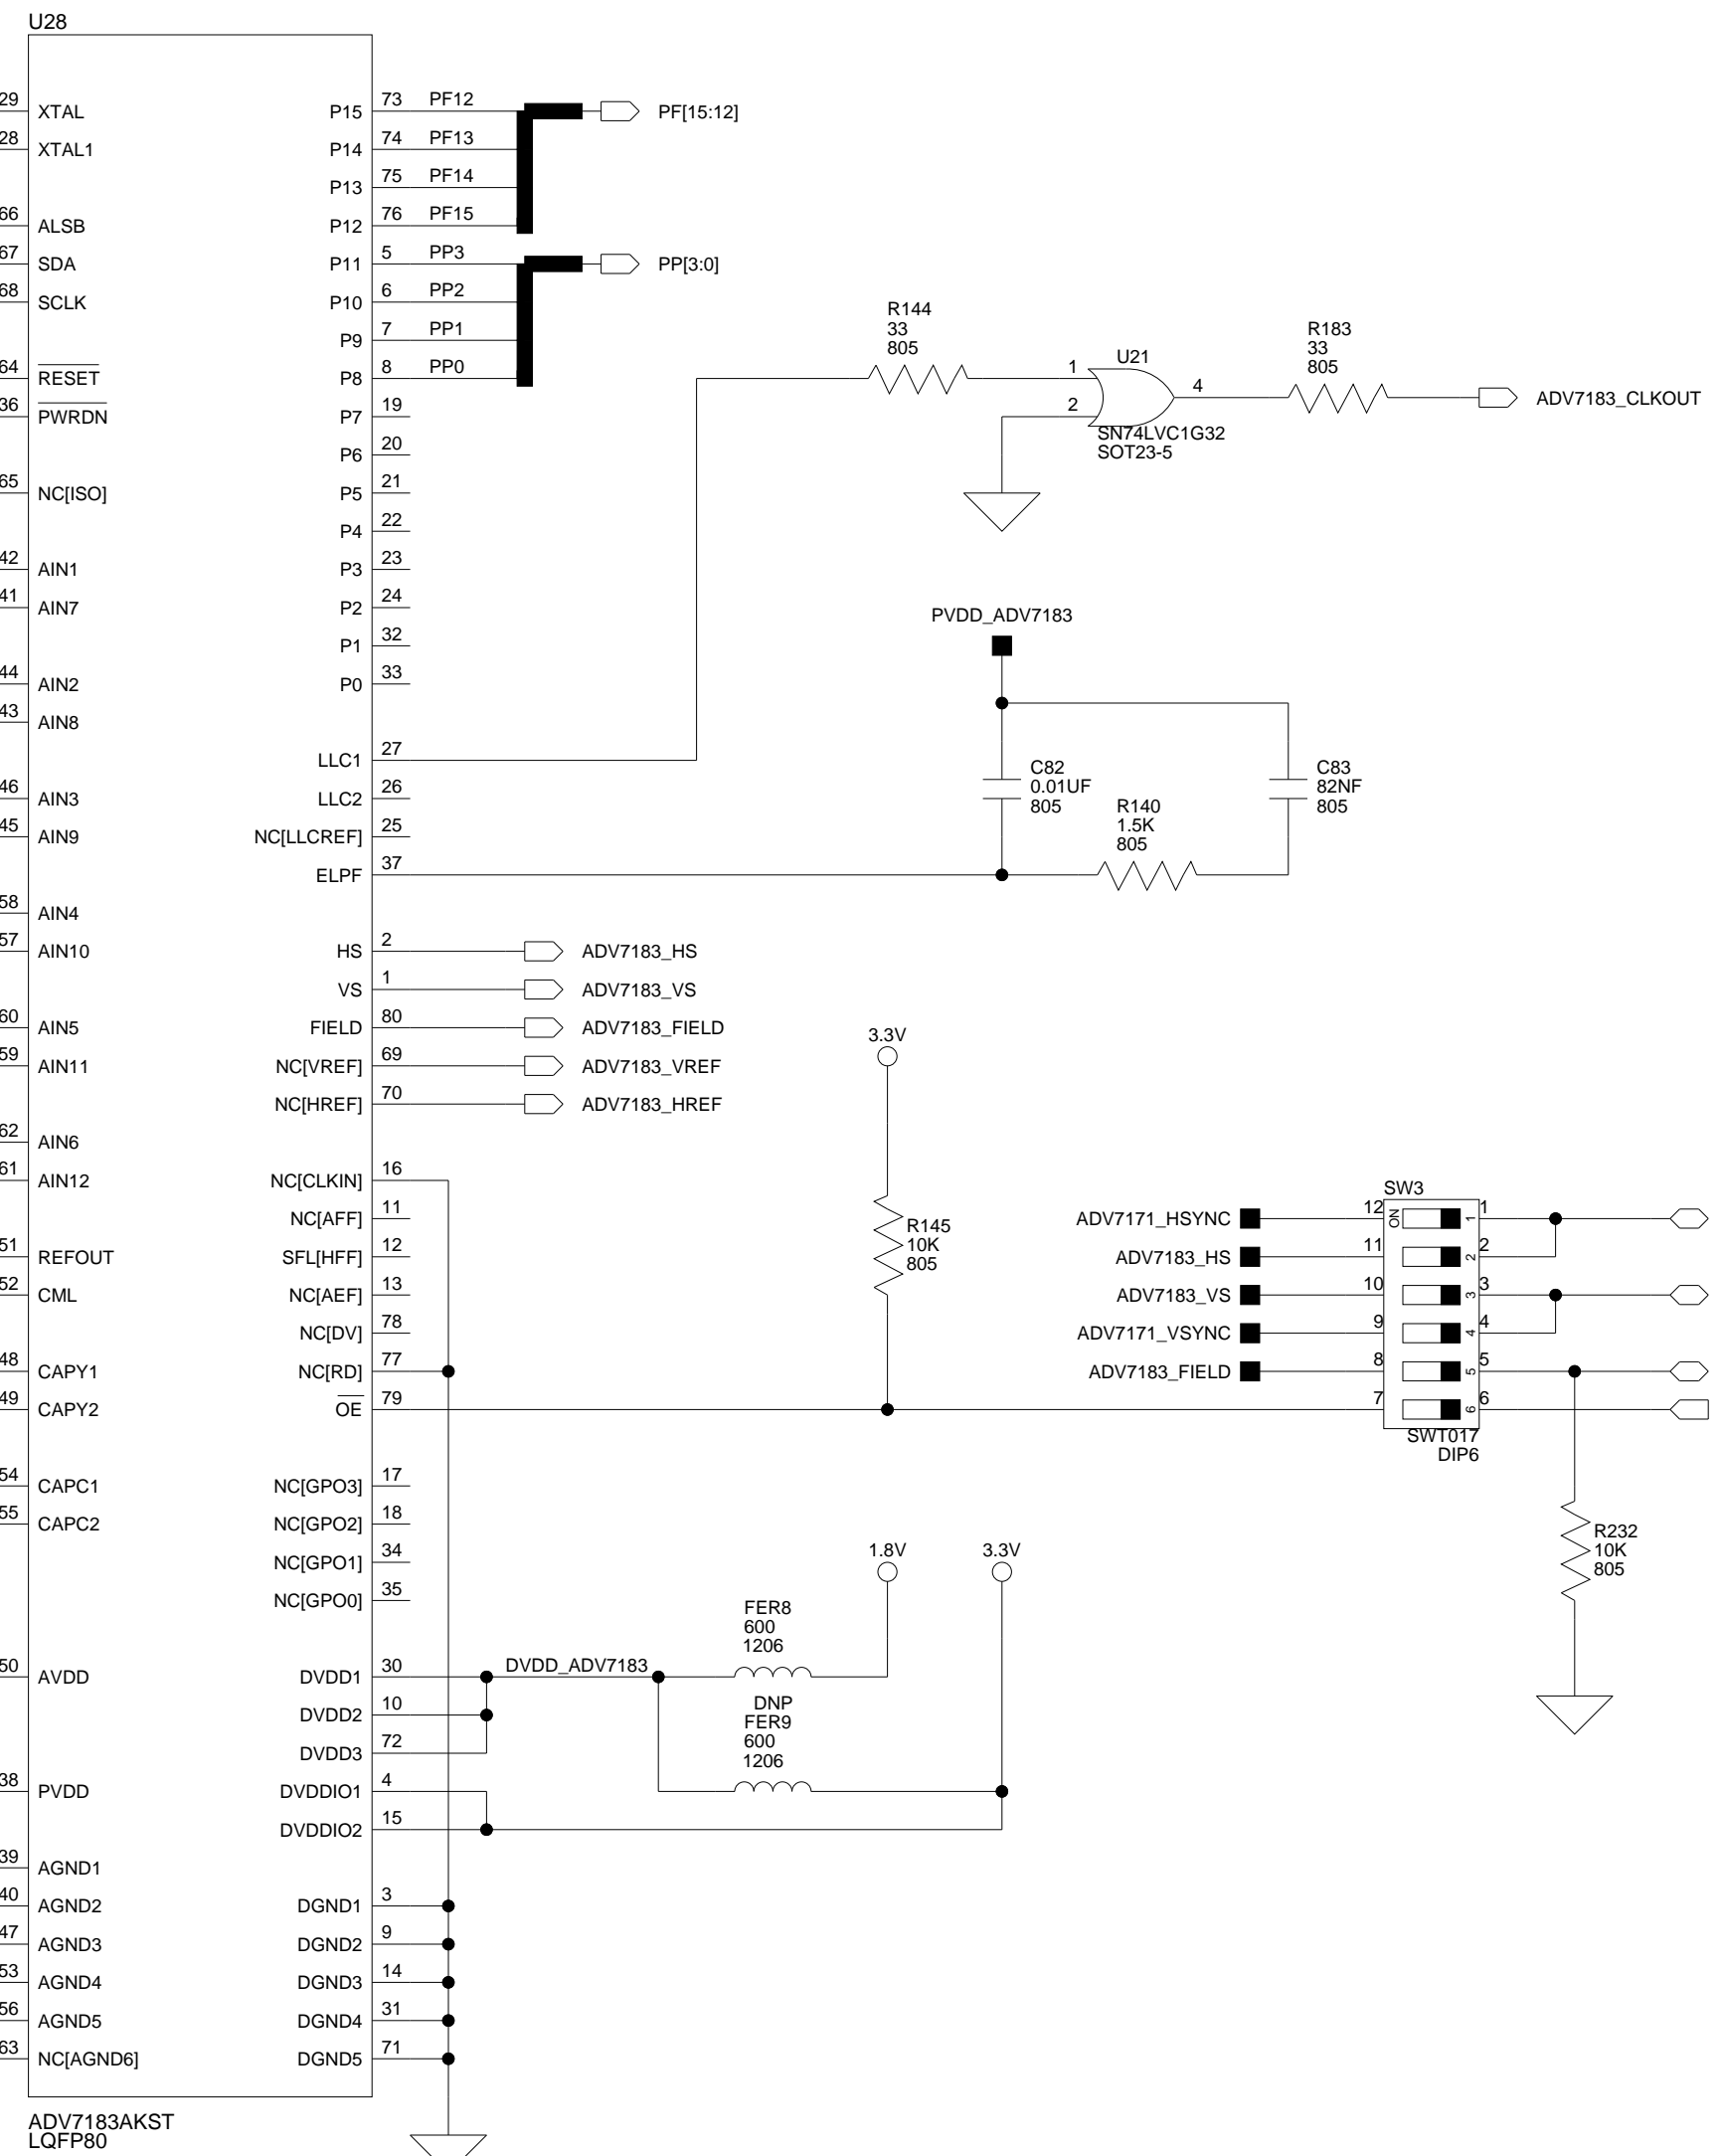 U28
29 XTAL P15 73 PF12 PF[15:12]
28 XTAL1 P14 74 PF13
P13 75 PF14
66 ALSB P12 76 PF15
67 SDA P11 5 PP3 PP[3:0]
68 SCLK P10 6 PP2
P9 7 PP1
64 RESET P8 8 PP0
36 PWRDN P7 19
P6 20
65 NC[ISO] P5 21
P4 22
42 AIN1 P3 23
41 AIN7 P2 24
P1 32
44 AIN2 P0 33
43 AIN8
LLC1 27
46 AIN3 LLC2 26
45 AIN9 NC[LLCREF] 25
ELPF 37
58 AIN4
57 AIN10 HS 2 ADV7183_HS
VS 1 ADV7183_VS
60 AIN5 FIELD 80 ADV7183_FIELD
59 AIN11 NC[VREF] 69 ADV7183_VREF
NC[HREF] 70 ADV7183_HREF
62 AIN6
61 AIN12 NC[CLKIN] 16
NC[AFF] 11
51 REFOUT SFL[HFF] 12
52 CML NC[AEF] 13
NC[DV] 78
48 CAPY1 NC[RD] 77
49 CAPY2 OE 79
54 CAPC1 NC[GPO3] 17
55 CAPC2 NC[GPO2] 18
NC[GPO1] 34
NC[GPO0] 35
50 AVDD DVDD1 30 DVDD_ADV7183
DVDD2 10
DVDD3 72
38 PVDD DVDDIO1 4
DVDDIO2 15
39 AGND1
40 AGND2 DGND1 3
47 AGND3 DGND2 9
53 AGND4 DGND3 14
56 AGND5 DGND4 31
63 NC[AGND6] DGND5 71
ADV7183AKST
LQFP80
R144
33
805
1
2
U21
4
SN74LVC1G32
SOT23-5
R183
33
805
ADV7183_CLKOUT
PVDD_ADV7183
C82
0.01UF
805
R140
1.5K
805
C83
82NF
805
3.3V
R145
10K
805
SW3
ON
ADV7171_HSYNC 12 1 1
ADV7183_HS 11 2 2
ADV7183_VS 10 3 3
ADV7171_VSYNC 9 4 4
ADV7183_FIELD 8 5 5
7 6 6
SWT017
DIP6
R232
10K
805
1.8V
3.3V
FER8
600
1206
DNP
FER9
600
1206